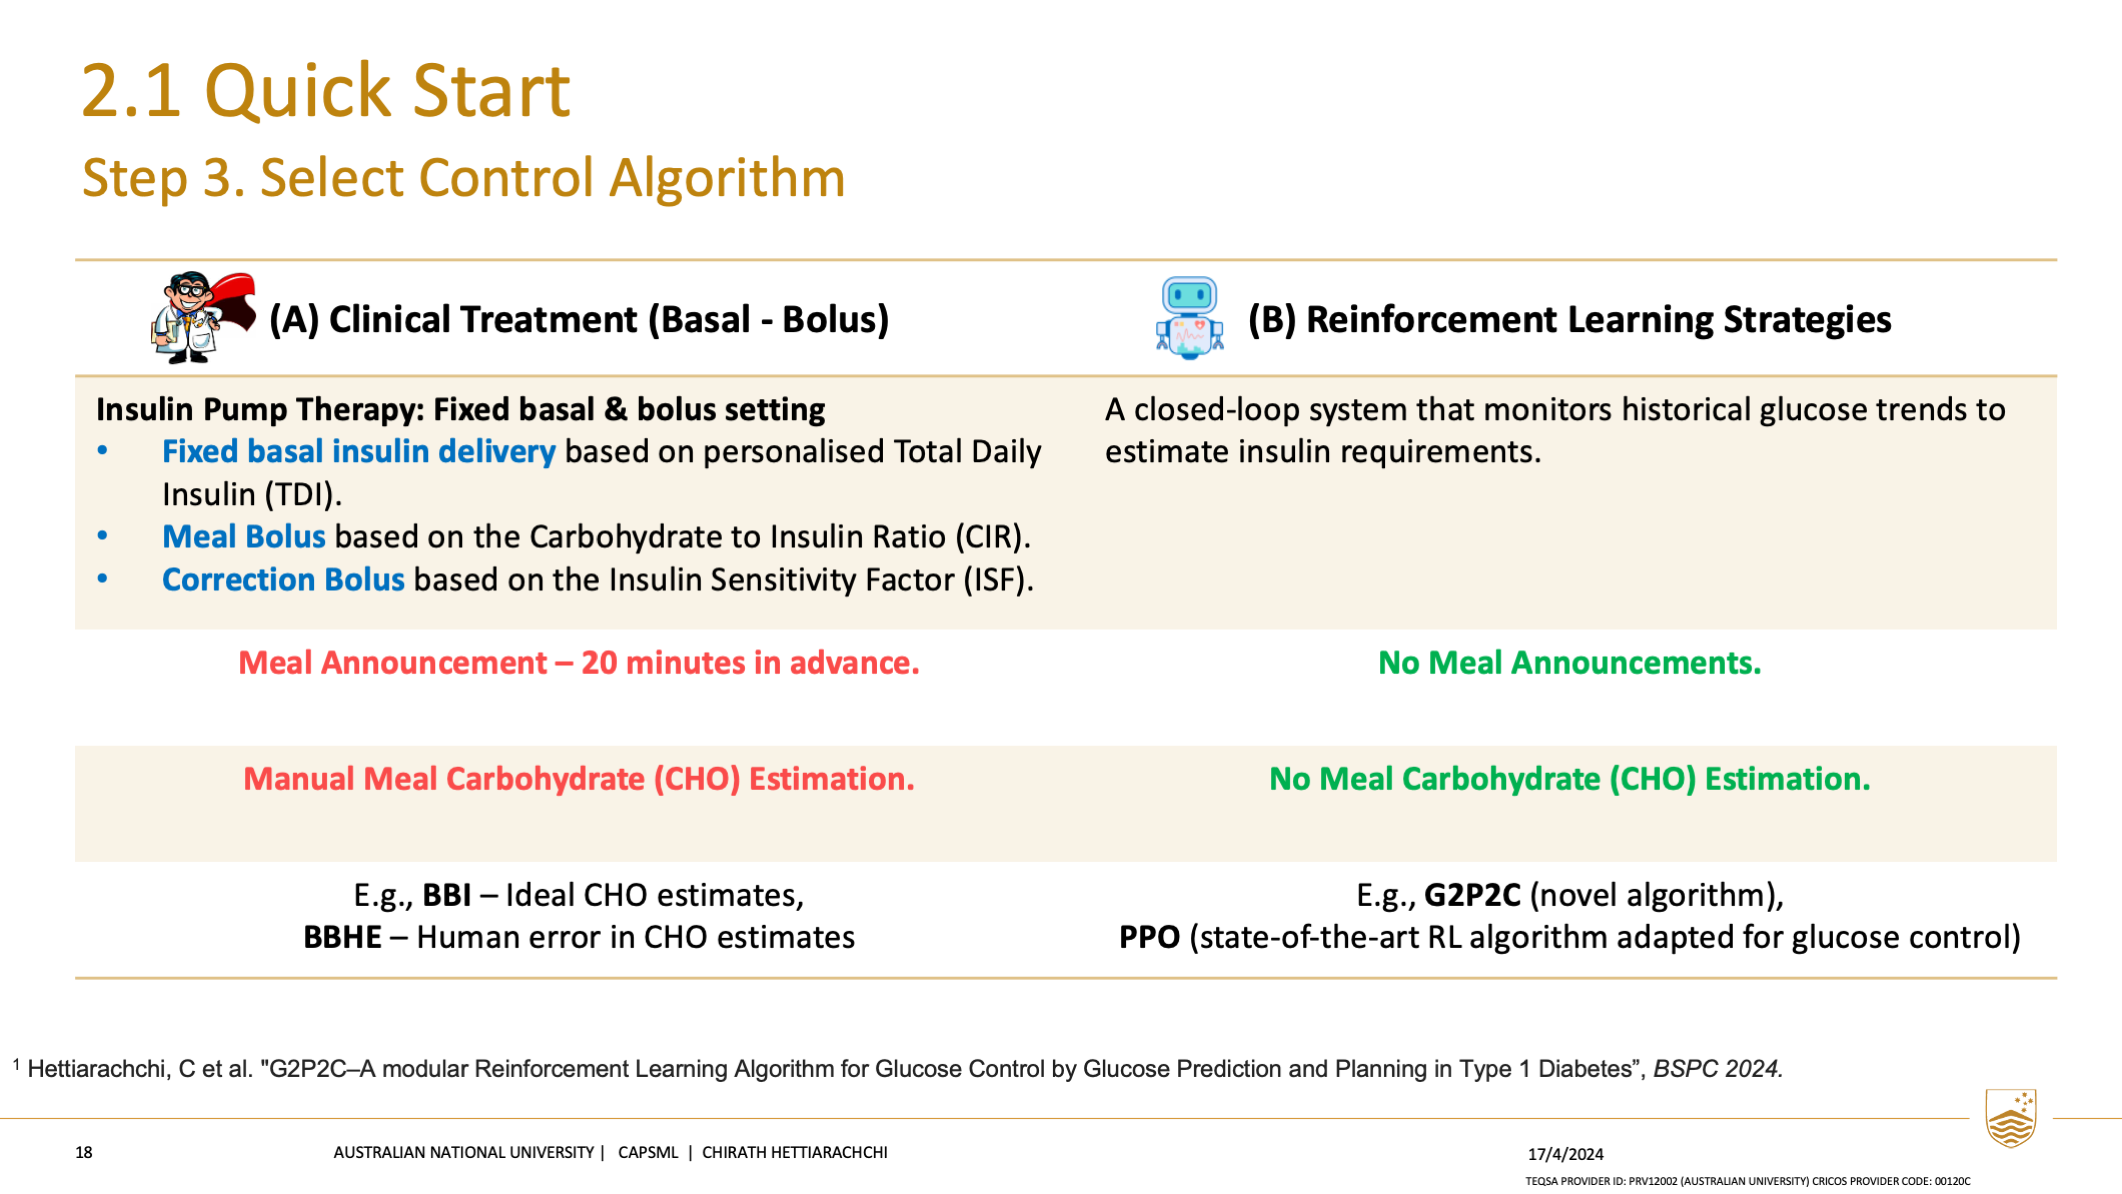 2.1 Quick Start
Step 3. Select Control Algorithm
(A) Clinical Treatment (Basal - Bolus)
(B) Reinforcement Learning Strategies
Insulin Pump Therapy: Fixed basal & bolus setting
• Fixed basal insulin delivery based on personalised Total Daily
Insulin (TDI).
• Meal Bolus based on the Carbohydrate to Insulin Ratio (CIR).
• Correction Bolus based on the Insulin Sensitivity Factor (ISF).
A closed-loop system that monitors historical glucose trends to
estimate insulin requirements.
Meal Announcement – 20 minutes in advance.
No Meal Announcements.
Manual Meal Carbohydrate (CHO) Estimation.
No Meal Carbohydrate (CHO) Estimation.
E.g., BBI – Ideal CHO estimates,
BBHE – Human error in CHO estimates
E.g., G2P2C (novel algorithm),
PPO (state-of-the-art RL algorithm adapted for glucose control)
1 Hettiarachchi, C et al. "G2P2C–A modular Reinforcement Learning Algorithm for Glucose Control by Glucose Prediction and Planning in Type 1 Diabetes”, BSPC 2024.
18
AUSTRALIAN NATIONAL UNIVERSITY | CAPSML | CHIRATH HETTIARACHCHI
17/4/2024
TEQSA PROVIDER ID: PRV12002 (AUSTRALIAN UNIVERSITY) CRICOS PROVIDER CODE: 00120C